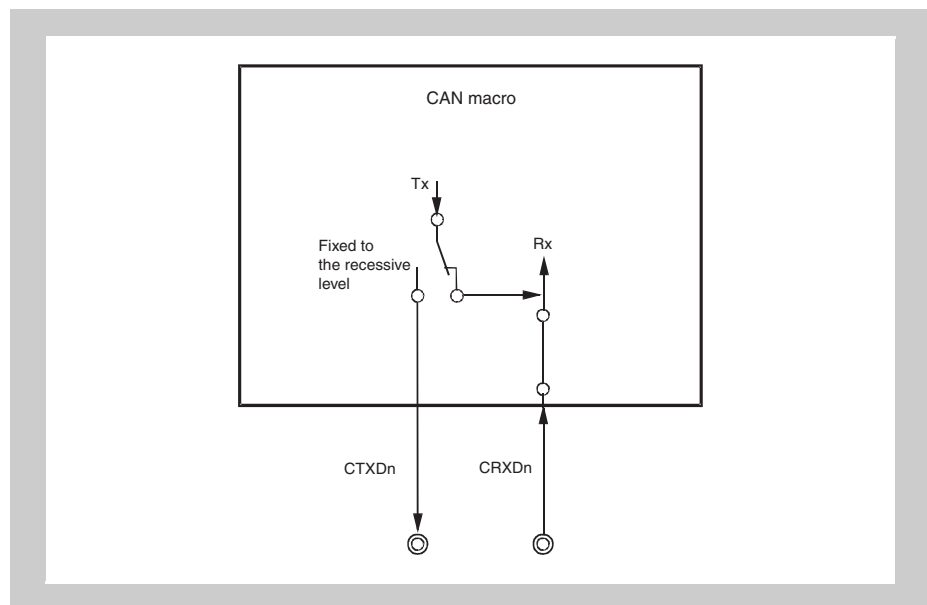 CAN macro
Tx
Fixed to
the recessive
level
Rx
CTXDn
CRXDn